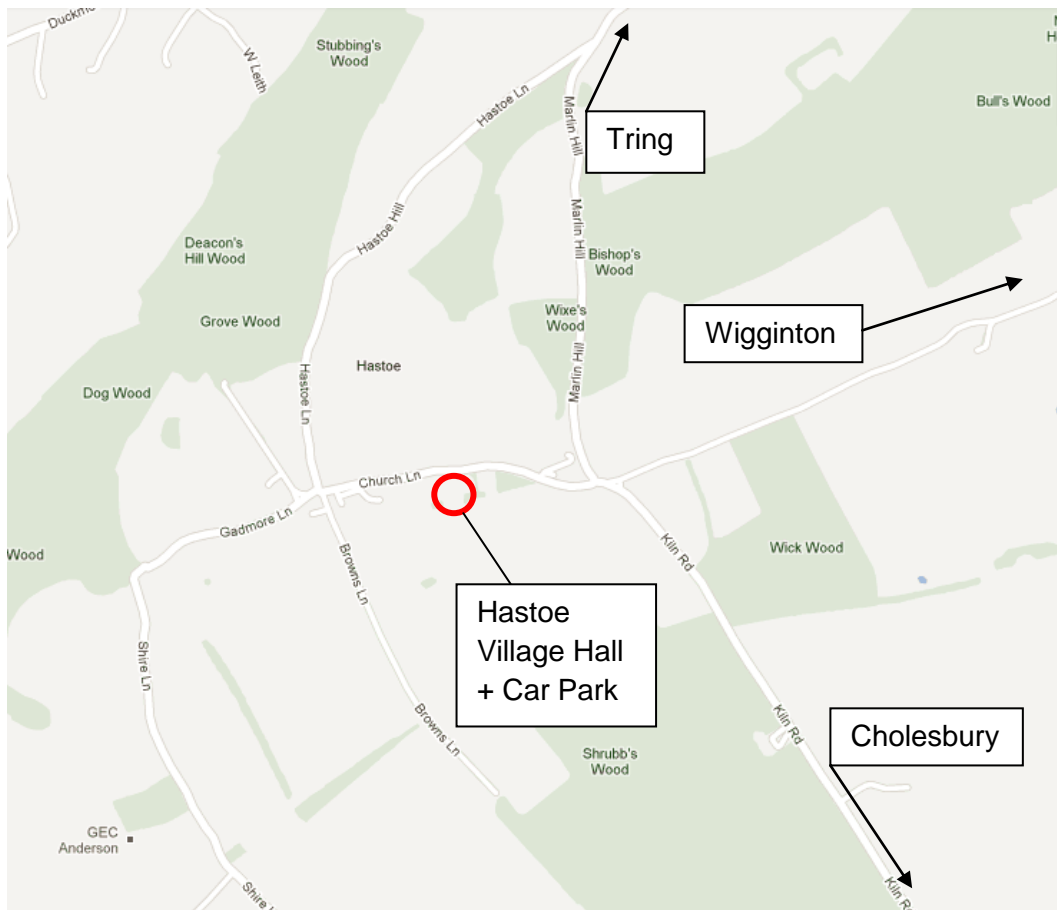 Duckmo
W Leith
Stubbing's
Wood
Hastoe Ln
Marlin Hill
Tring
Bull's Wood
Marlin Hill
Hastoe Hill
Deacon's
Hill Wood
Bishop's
Wood
Grove Wood
Wixe's
Wood
Wigginton
Hastoe
Marlin Hill
Hastoe Ln
Dog Wood
Church Ln
Gadmore Ln
Wood
Browns Ln
Kiln Rd
Wick Wood
Hastoe
Village Hall
+ Car Park
Shire Ln
Browns Ln
Kiln Rd
Shrubb's
Wood
Cholesbury
GEC
Anderson
Shire Ln
Kiln Rd